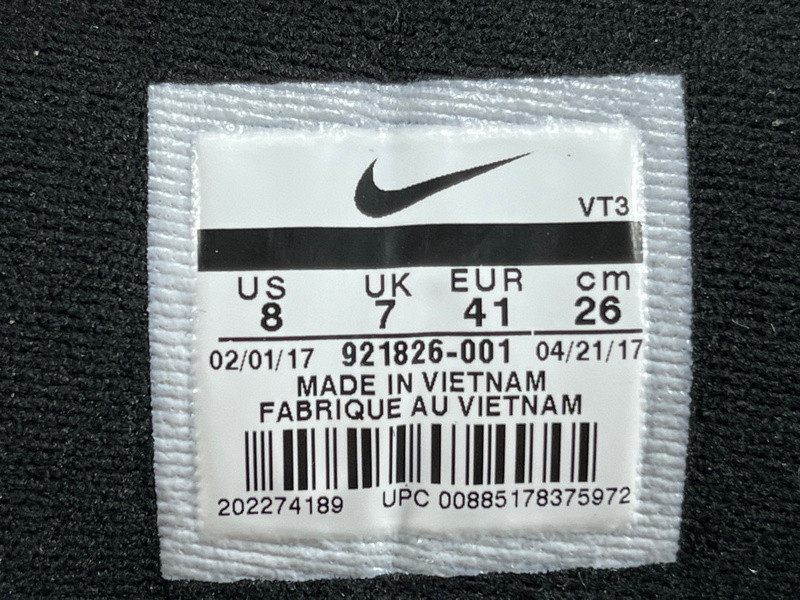 VT3
US UK EUR cm
8 7 41 26
02/01/17 921826-001 04/21/17
MADE IN VIETNAM
FABRIQUE AU VIETNAM
202274189 UPC 00885178375972